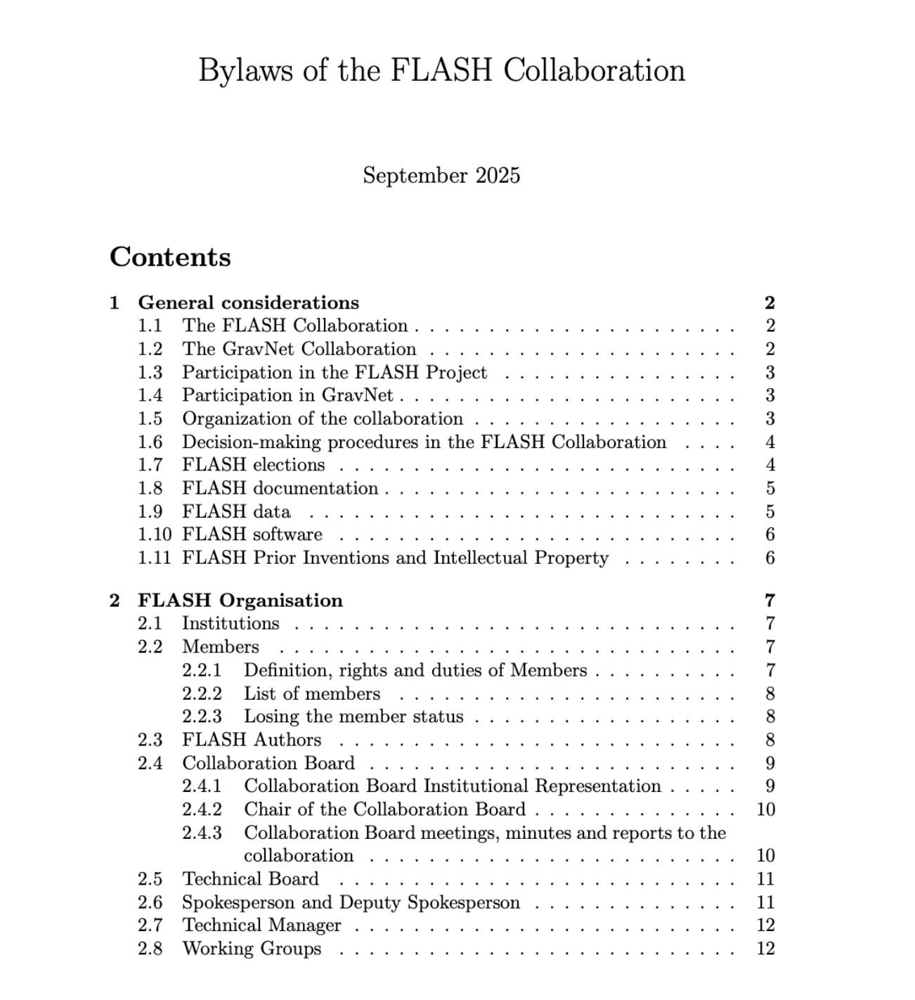 Bylaws of the FLASH Collaboration
September 2025
Contents
1 General considerations 2
1.1 The FLASH Collaboration . . . . . . . . . . . . . . . . . . . . . . 2
1.2 The GravNet Collaboration . . . . . . . . . . . . . . . . . . . . . 2
1.3 Participation in the FLASH Project . . . . . . . . . . . . . . . . 3
1.4 Participation in GravNet . . . . . . . . . . . . . . . . . . . . . . . 3
1.5 Organization of the collaboration . . . . . . . . . . . . . . . . . . 3
1.6 Decision-making procedures in the FLASH Collaboration . . . . 4
1.7 FLASH elections . . . . . . . . . . . . . . . . . . . . . . . . . . . 4
1.8 FLASH documentation . . . . . . . . . . . . . . . . . . . . . . . . 5
1.9 FLASH data . . . . . . . . . . . . . . . . . . . . . . . . . . . . . 5
1.10 FLASH software . . . . . . . . . . . . . . . . . . . . . . . . . . . 6
1.11 FLASH Prior Inventions and Intellectual Property . . . . . . . . 6
2 FLASH Organisation 7
2.1 Institutions . . . . . . . . . . . . . . . . . . . . . . . . . . . . . . 7
2.2 Members . . . . . . . . . . . . . . . . . . . . . . . . . . . . . . . 7
2.2.1 Definition, rights and duties of Members . . . . . . . . . . 7
2.2.2 List of members . . . . . . . . . . . . . . . . . . . . . . . 8
2.2.3 Losing the member status . . . . . . . . . . . . . . . . . . 8
2.3 FLASH Authors . . . . . . . . . . . . . . . . . . . . . . . . . . . 8
2.4 Collaboration Board . . . . . . . . . . . . . . . . . . . . . . . . . 9
2.4.1 Collaboration Board Institutional Representation . . . . . 9
2.4.2 Chair of the Collaboration Board . . . . . . . . . . . . . . 10
2.4.3 Collaboration Board meetings, minutes and reports to the
collaboration . . . . . . . . . . . . . . . . . . . . . . . . . 10
2.5 Technical Board . . . . . . . . . . . . . . . . . . . . . . . . . . . 11
2.6 Spokesperson and Deputy Spokesperson . . . . . . . . . . . . . . 11
2.7 Technical Manager . . . . . . . . . . . . . . . . . . . . . . . . . . 12
2.8 Working Groups . . . . . . . . . . . . . . . . . . . . . . . . . . . 12